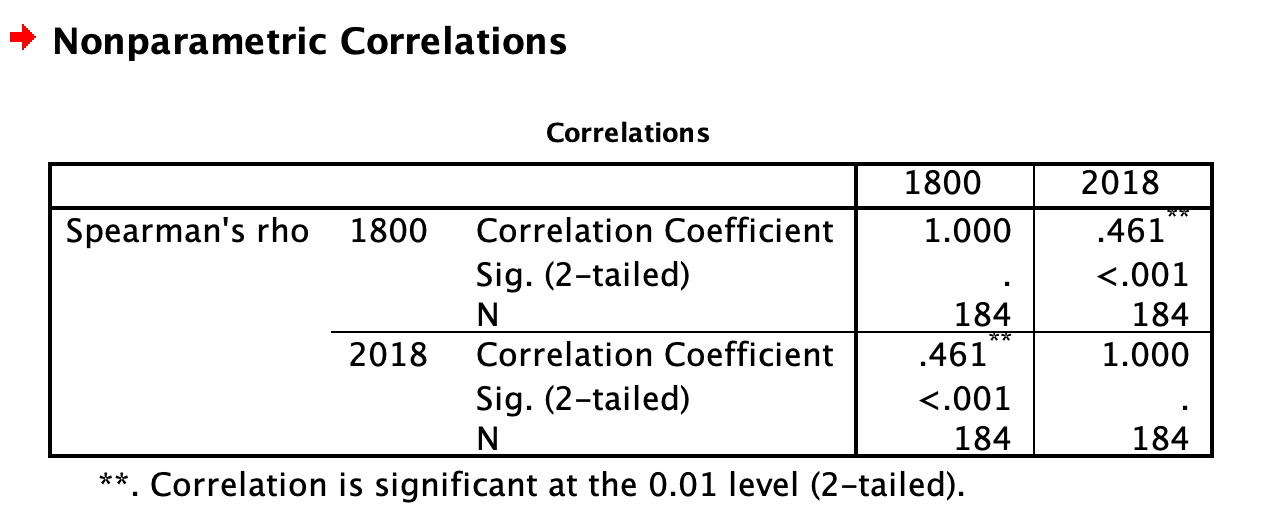 Nonparametric Correlations
Correlations
1800 2018
Spearman's rho 1800 Correlation Coefficient 1.000 .461**
Sig. (2-tailed) . <.001
N 184 184
2018 Correlation Coefficient .461** 1.000
Sig. (2-tailed) <.001 .
N 184 184
**. Correlation is significant at the 0.01 level (2-tailed).